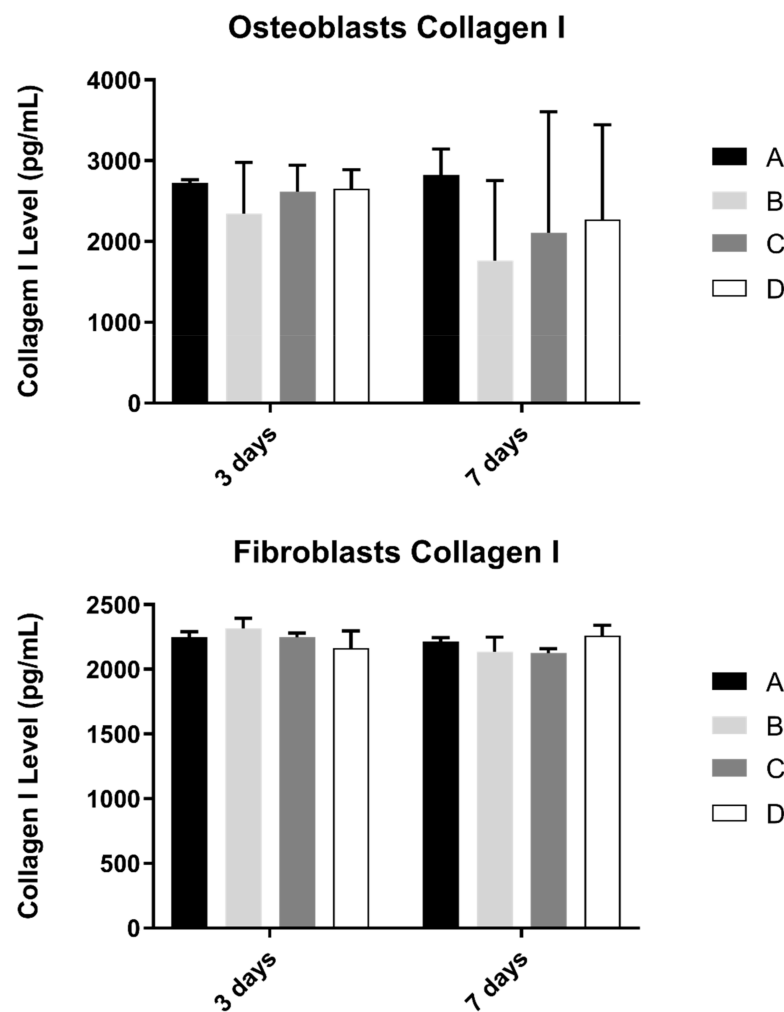 Osteoblasts Collagen I
Collagem I Level (pg/mL)
4000
3000
2000
1000
0
3 days
7 days
A
B
C
D
Fibroblasts Collagen I
Collagen I Level (pg/mL)
2500
2000
1500
1000
500
0
3 days
7 days
A
B
C
D